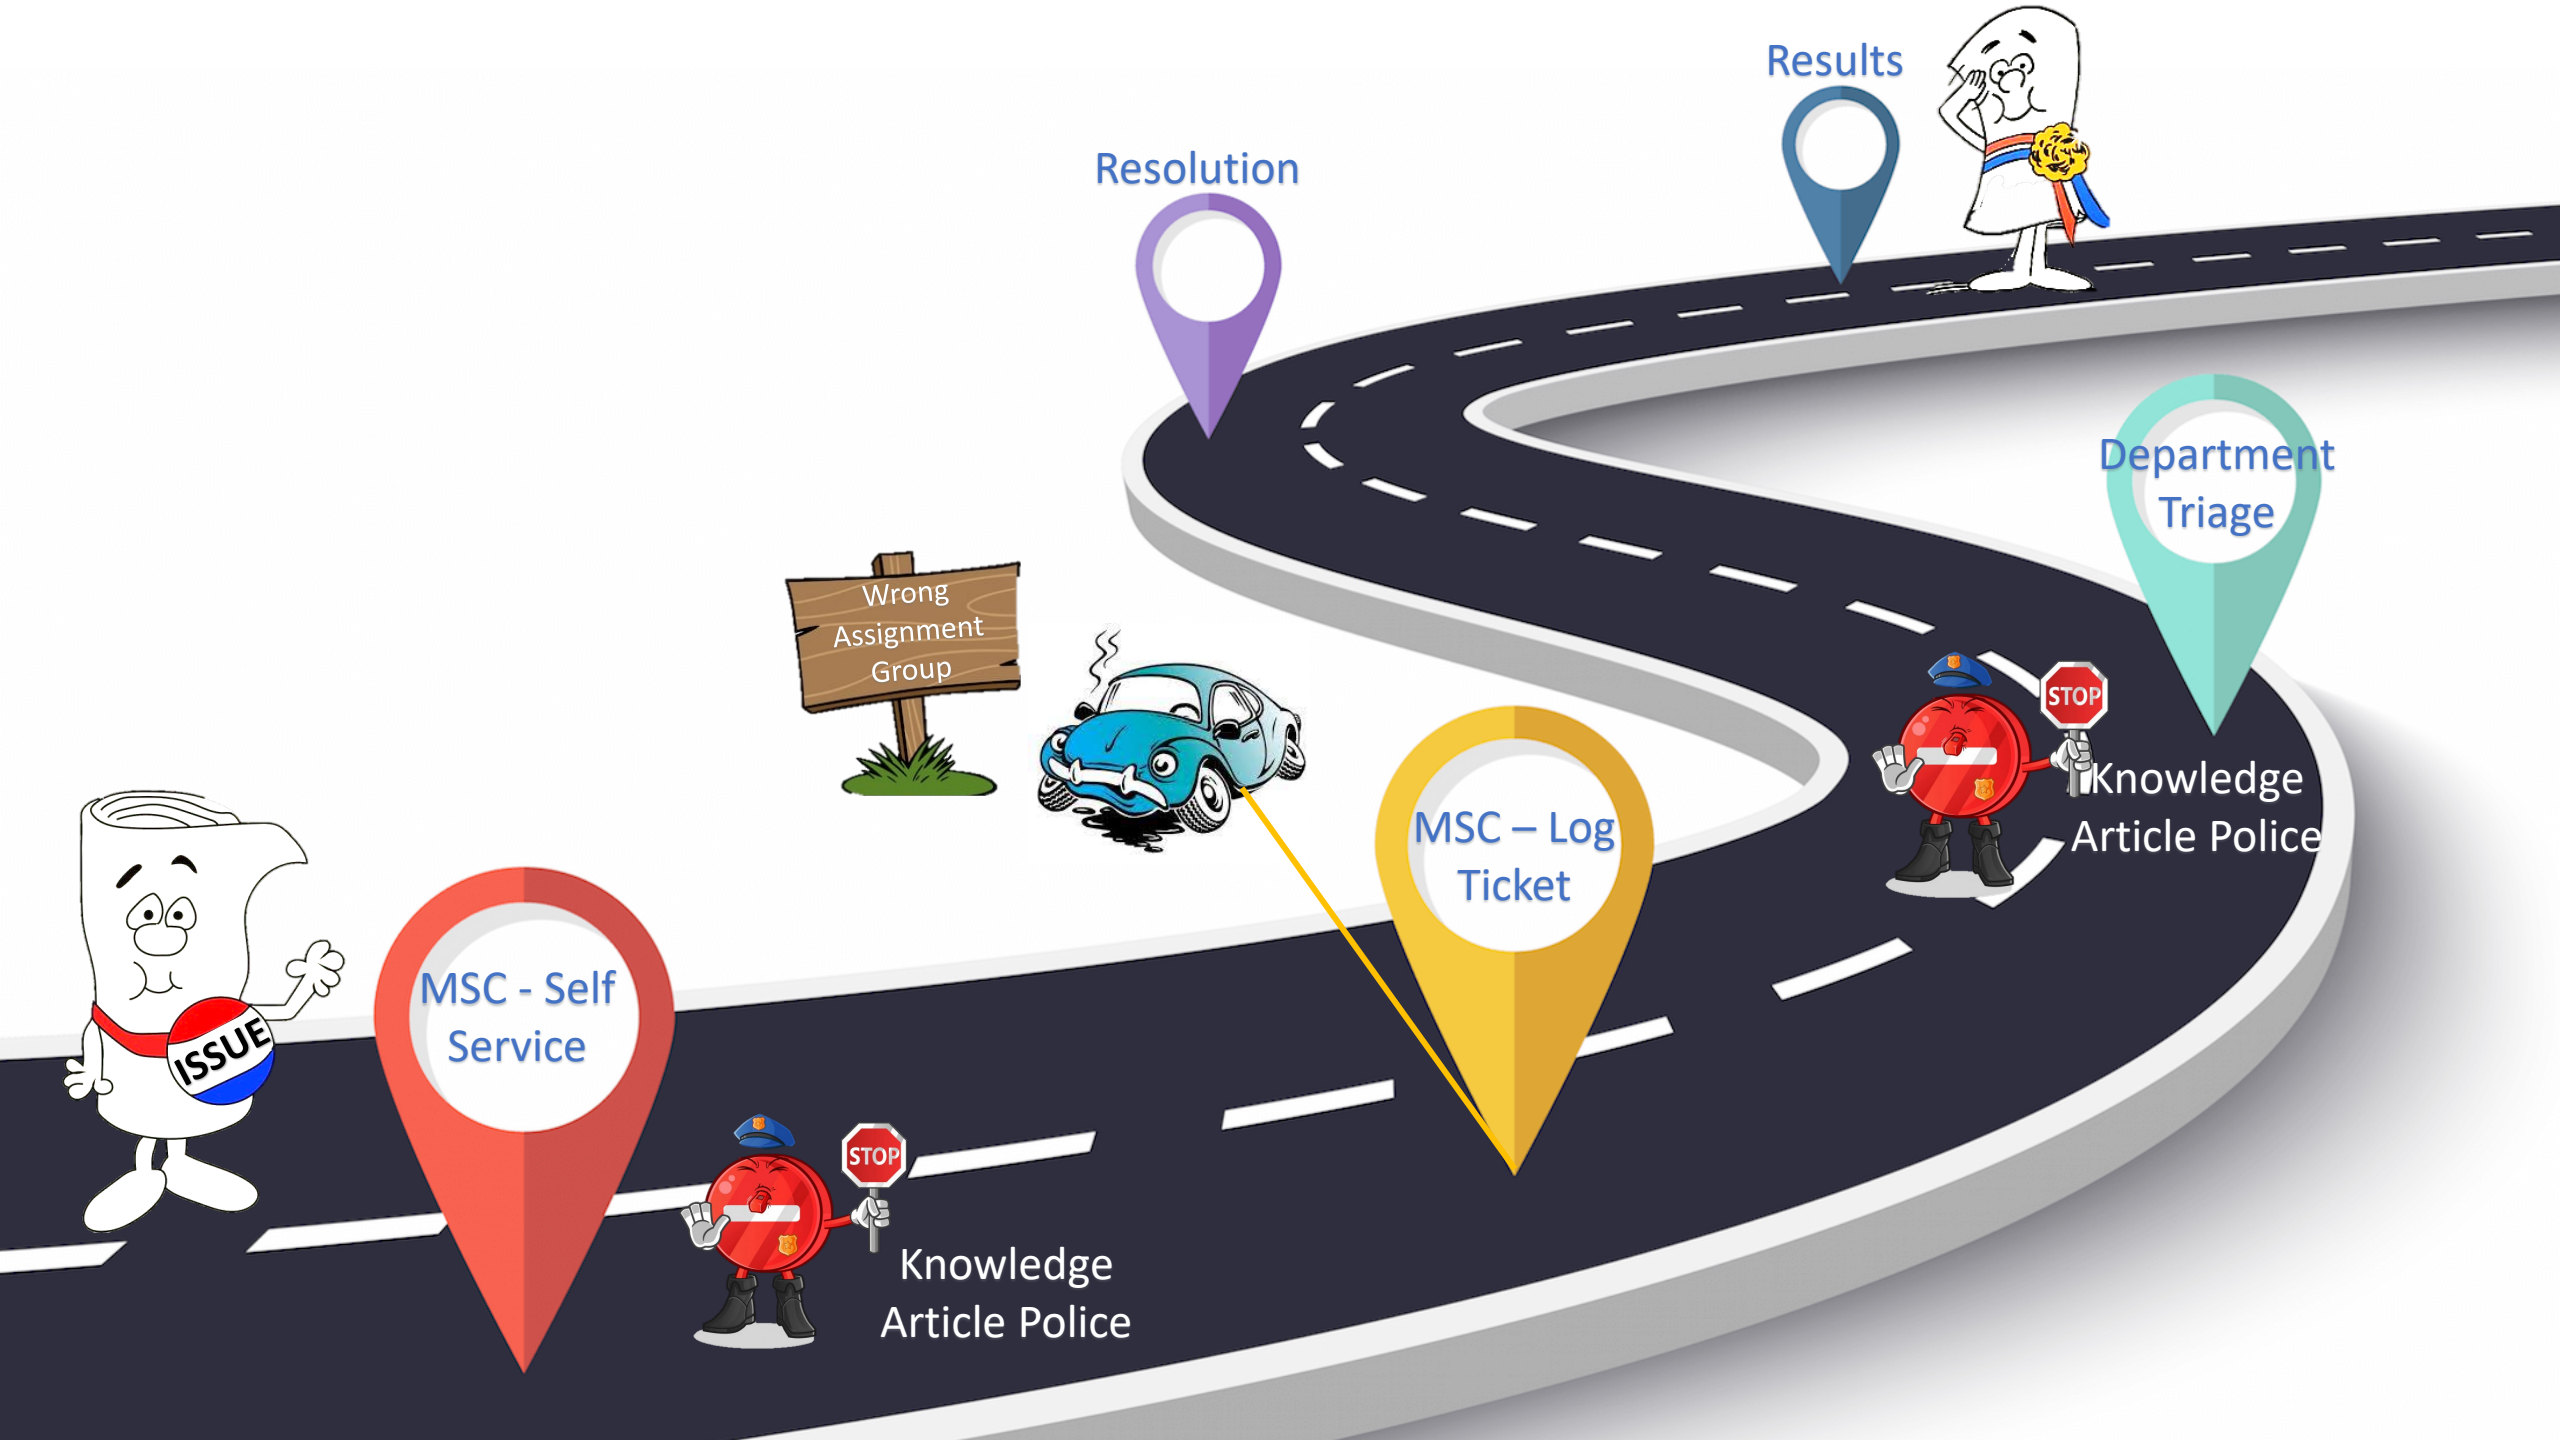 Results
Resolution
Department
Triage
Wrong
Assignment
Group
STOP
Knowledge
Article Police
MSC – Log
Ticket
MSC - Self
Service
ISSUE
STOP
Knowledge
Article Police